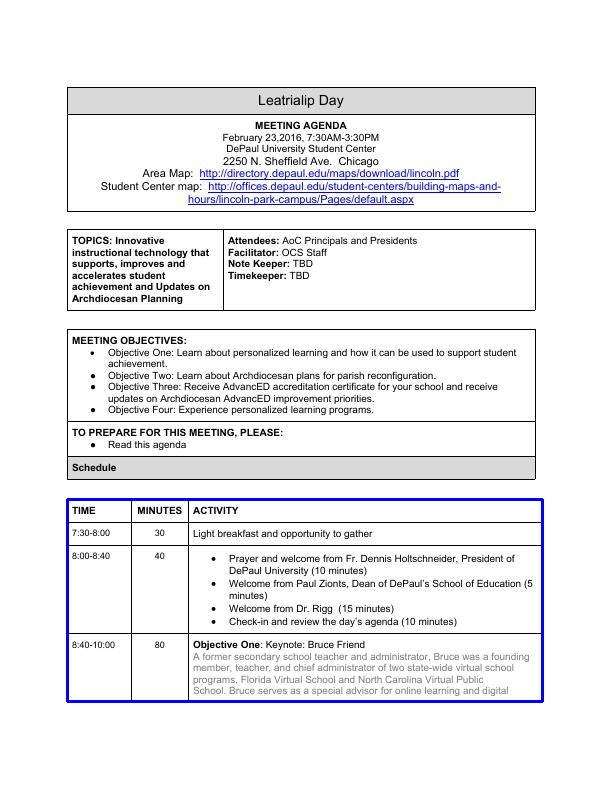 Leatrialip Day
MEETING AGENDA
February 23,2016, 7:30AM-3:30PM
DePaul University Student Center
2250 N. Sheffield Ave.  Chicago
Area Map:  http://directory.depaul.edu/maps/download/lincoln.pdf
Student Center map:  http://offices.depaul.edu/student-centers/building-maps-and-
hours/lincoln-park-campus/Pages/default.aspx
TOPICS: Innovative
instructional technology that
supports, improves and
accelerates student
achievement and Updates on
Archdiocesan Planning
Attendees: AoC Principals and Presidents
Facilitator: OCS Staff
Note Keeper: TBD
Timekeeper: TBD
MEETING OBJECTIVES:
● Objective One: Learn about personalized learning and how it can be used to support student
achievement.
● Objective Two: Learn about Archdiocesan plans for parish reconfiguration.
● Objective Three: Receive AdvancED accreditation certificate for your school and receive
updates on Archdiocesan AdvancED improvement priorities.
● Objective Four: Experience personalized learning programs.
TO PREPARE FOR THIS MEETING, PLEASE:
● Read this agenda
Schedule
TIME MINUTES ACTIVITY
7:30-8:00 30 Light breakfast and opportunity to gather
8:00-8:40 40
● Prayer and welcome from Fr. Dennis Holtschneider, President of
DePaul University (10 minutes)
● Welcome from Paul Zionts, Dean of DePaul's School of Education (5
minutes)
● Welcome from Dr. Rigg  (15 minutes)
● Check-in and review the day's agenda (10 minutes)
8:40-10:00 80 Objective One: Keynote: Bruce Friend
A former secondary school teacher and administrator, Bruce was a founding
member, teacher, and chief administrator of two state-wide virtual school
programs, Florida Virtual School and North Carolina Virtual Public
School. Bruce serves as a special advisor for online learning and digital